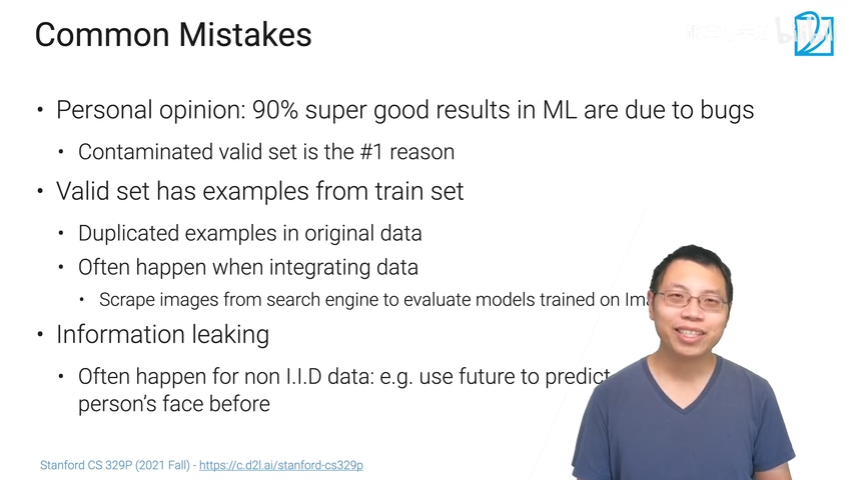 Common Mistakes
• Personal opinion: 90% super good results in ML are due to bugs
• Contaminated valid set is the #1 reason
• Valid set has examples from train set
• Duplicated examples in original data
• Often happen when integrating data
• Scrape images from search engine to evaluate models trained on Im
• Information leaking
• Often happen for non I.I.D data: e.g. use future to predict
person's face before
Stanford CS 329P (2021 Fall) - https://c.d2l.ai/stanford-cs329p